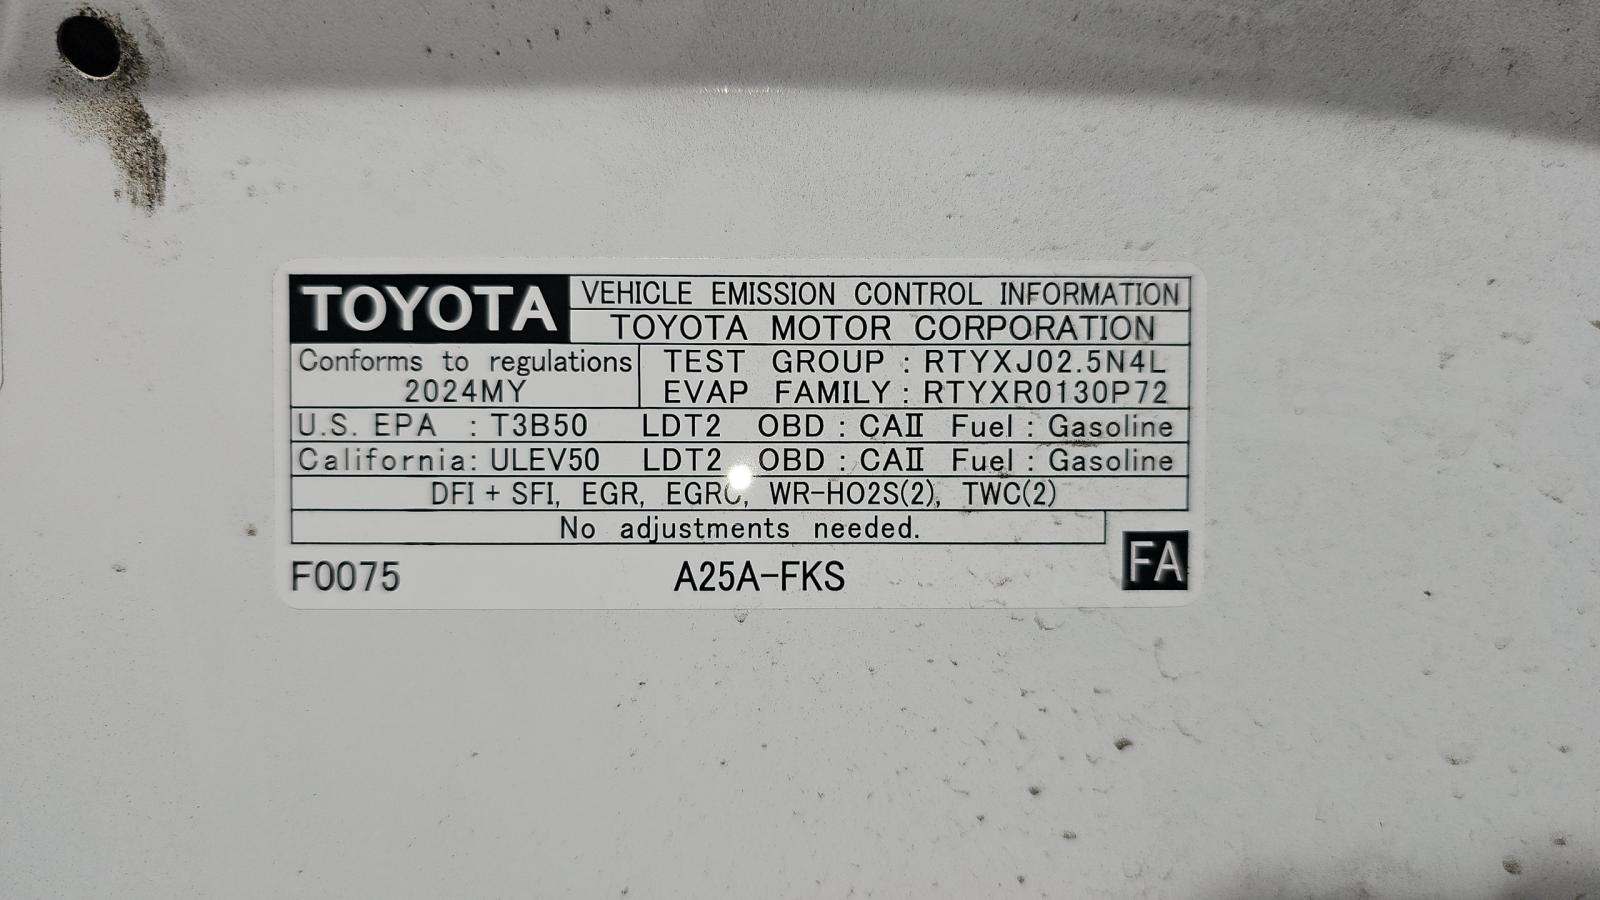 TOYOTA VEHICLE EMISSION CONTROL INFORMATION
TOYOTA MOTOR CORPORATION
Conforms to regulations TEST GROUP : RTYXJ02.5N4L
2024MY EVAP FAMILY : RTYXR0130P72
U.S. EPA : T3B50 LDT2 OBD : CAⅡ Fuel : Gasoline
California: ULEV50 LDT2 OBD : CAⅡ Fuel : Gasoline
DFI + SFI, EGR, EGRC, WR-HO2S(2), TWC(2)
No adjustments needed.
F0075 A25A-FKS FA